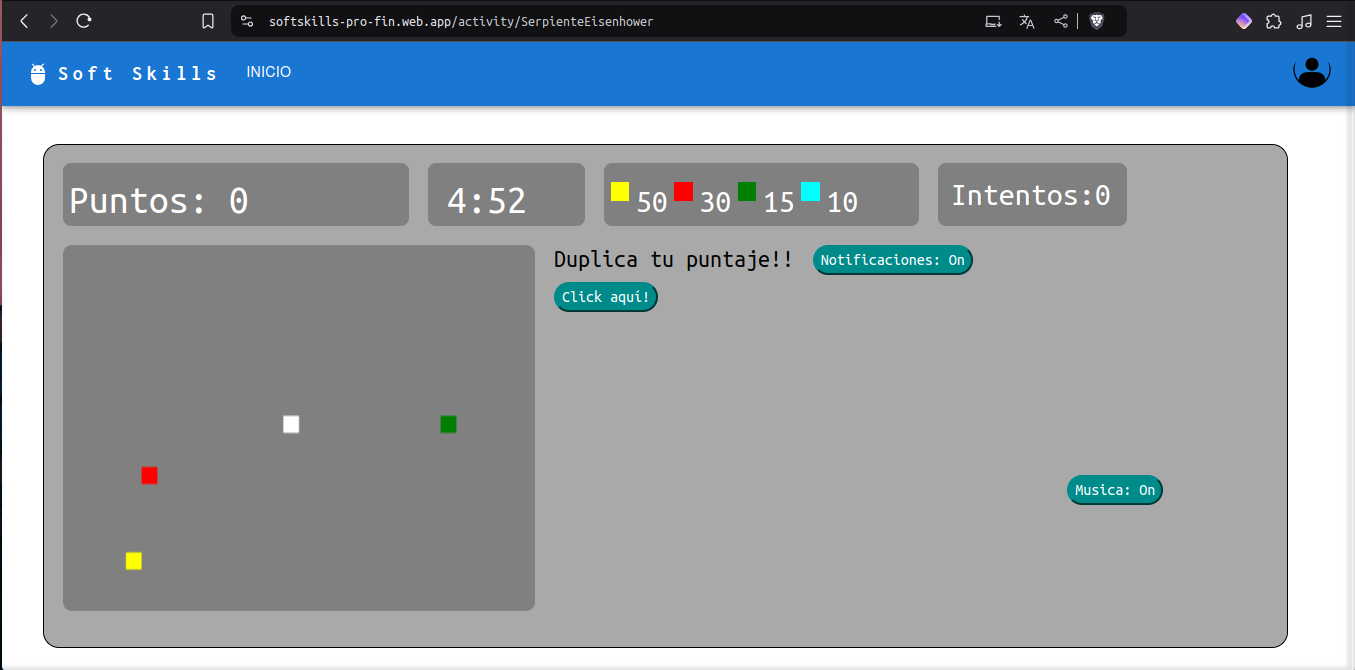 softskills-pro-fin.web.app/activity/SerpienteEisenhower
Soft Skills INICIO
Puntos: 0 4:52 50 30 15 10 Intentos:0
Duplica tu puntaje!! Notificaciones: On
Click aquí!
Musica: On